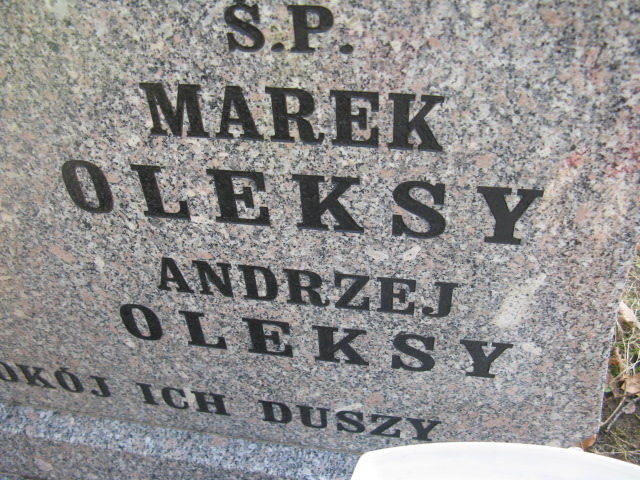 Ś.P.
MAREK
OLEKSY
ANDRZEJ
OLEKSY
OKÓJ ICH DUSZY